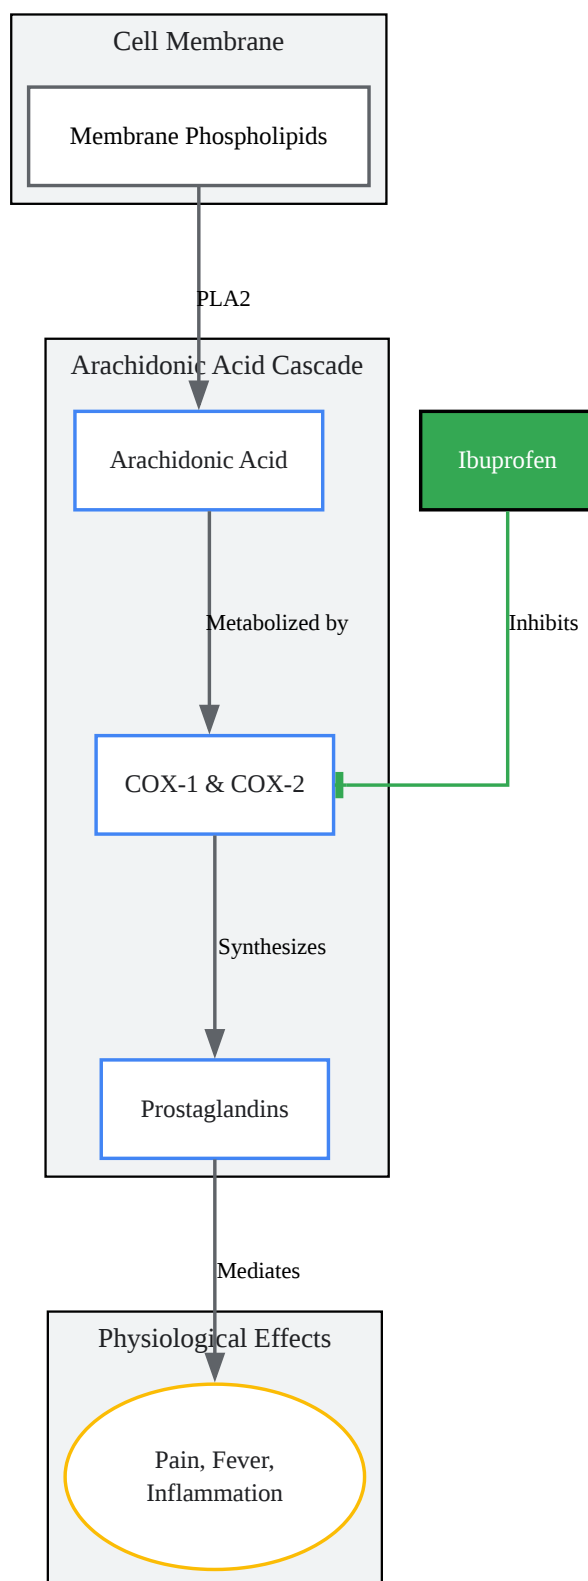 Cell Membrane
Membrane Phospholipids
PLA2
Arachidonic Acid Cascade
Arachidonic Acid
Ibuprofen
Metabolized by
Inhibits
COX-1 & COX-2
Synthesizes
Prostaglandins
Mediates
Physiological Effects
Pain, Fever,
Inflammation